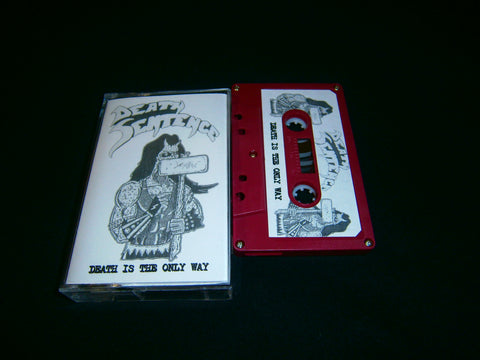 DEATH
SENTENCE
DEATH IS THE ONLY WAY
DEATH IS THE ONLY WAY